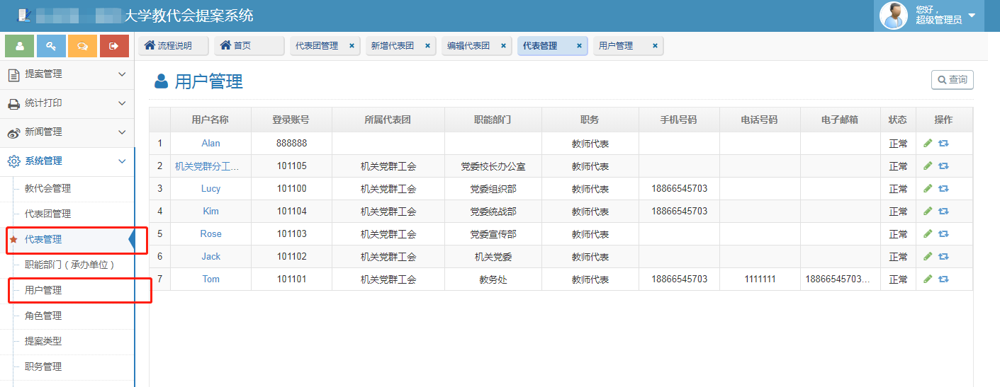 大学教代会提案系统
您好，
超级管理员
流程说明 首页 代表团管理 × 新增代表团 × 编辑代表团 × 代表管理 × 用户管理 ×
提案管理
统计打印
新闻管理
系统管理
教代会管理
代表团管理
代表管理
职能部门（承办单位）
用户管理
角色管理
提案类型
职务管理
用户管理
查询
用户名称 登录账号 所属代表团 职能部门 职务 手机号码 电话号码 电子邮箱 状态 操作
1 Alan 888888 教师代表 正常
2 机关党群分工... 101105 机关党群工会 党委校长办公室 教师代表 正常
3 Lucy 101100 机关党群工会 党委组织部 教师代表 18866545703 正常
4 Kim 101104 机关党群工会 党委统战部 教师代表 18866545703 正常
5 Rose 101103 机关党群工会 党委宣传部 教师代表 正常
6 Jack 101102 机关党群工会 机关党委 教师代表 正常
7 Tom 101101 机关党群工会 教务处 教师代表 18866545703 1111111 18866545703... 正常